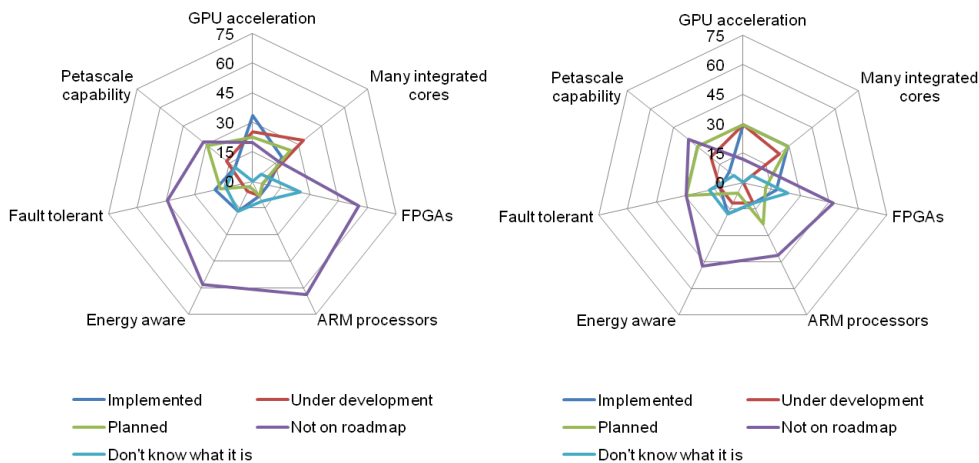 GPU acceleration
75
60
45
30
15
0
Many integrated
cores
FPGAs
ARM processors
Energy aware
Fault tolerant
Petascale
capability
Implemented
Under development
Planned
Not on roadmap
Don't know what it is
GPU acceleration
75
60
45
30
15
0
Many integrated
cores
FPGAs
ARM processors
Energy aware
Fault tolerant
Petascale
capability
Implemented
Under development
Planned
Not on roadmap
Don't know what it is